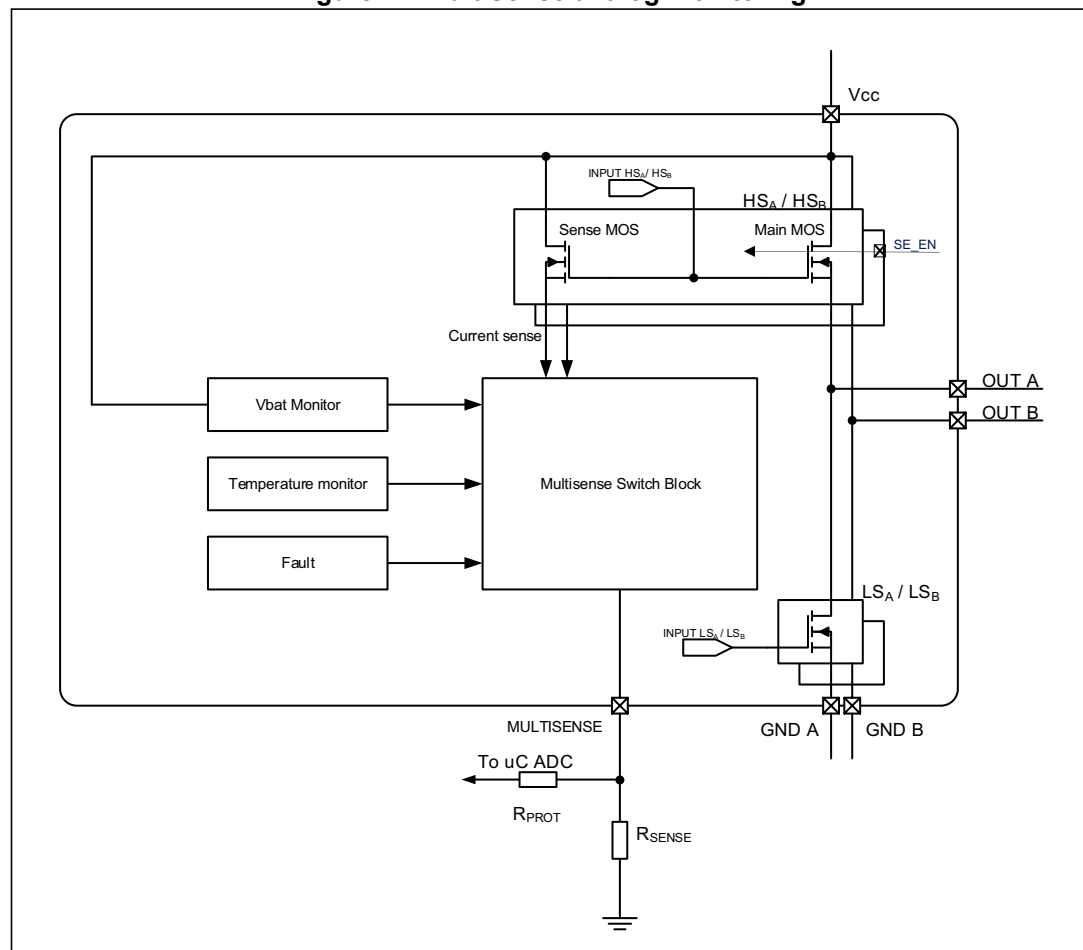 Vcc
INPUT HSA/ HSB
HSA / HSB
Sense MOS
Main MOS
SE_EN
Current sense
OUT A
OUT B
Vbat Monitor
Temperature monitor
Multisense Switch Block
Fault
LSA / LSB
INPUT LSA / LSB
MULTISENSE
GND A
GND B
To uC ADC
RPROT
RSENSE